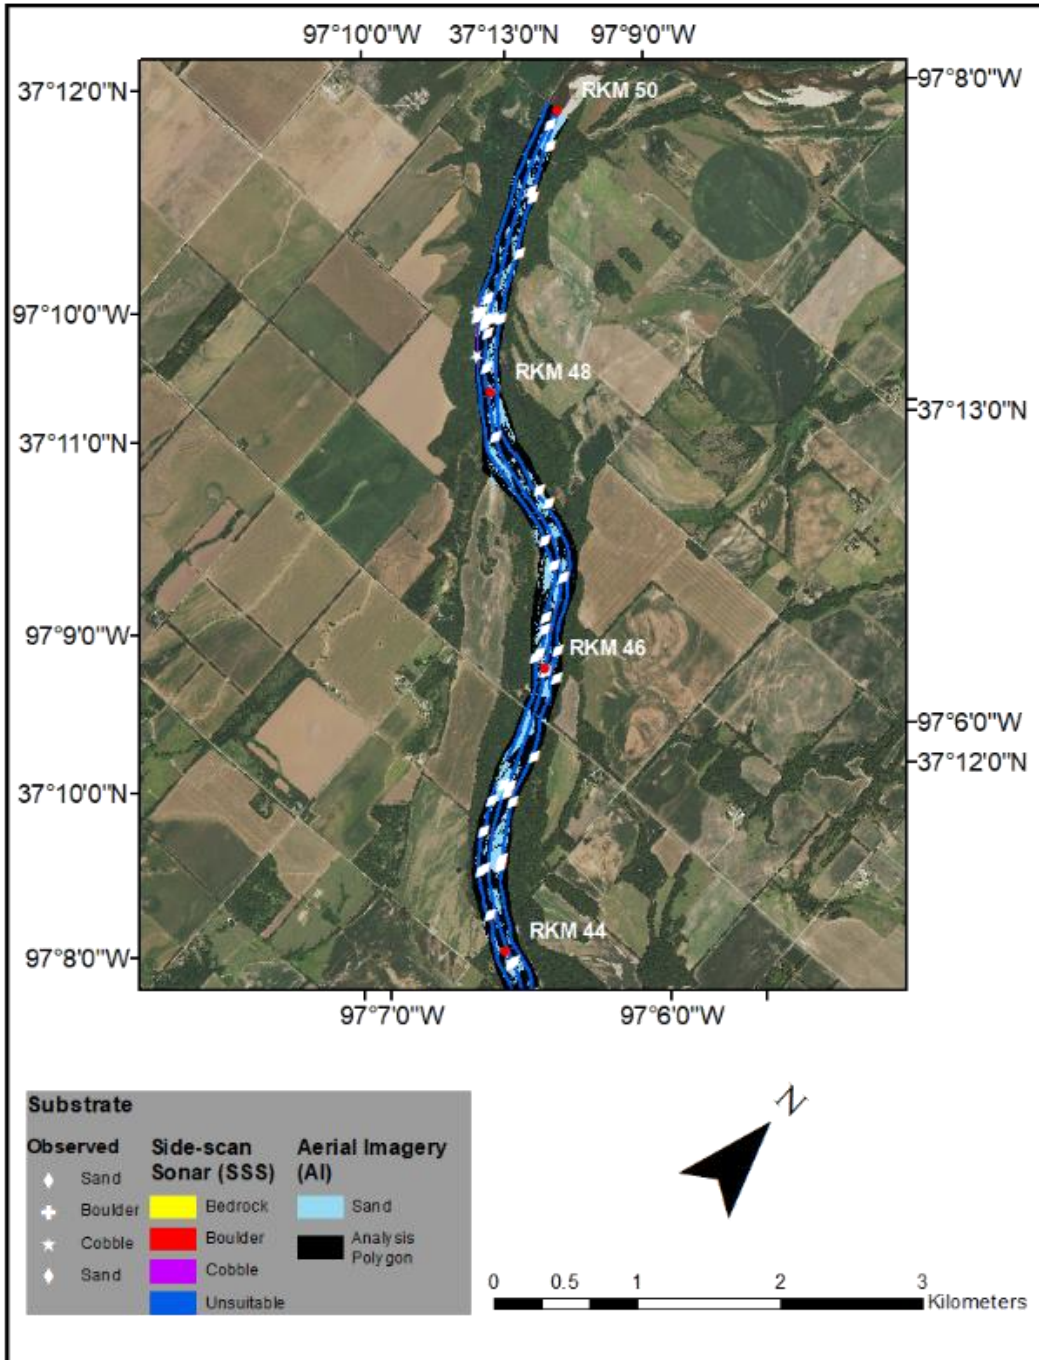 97°10'0"W 37°13'0"N 97°9'0"W
37°12'0"N
97°8'0"W
RKM 50
97°10'0"W
RKM 48
37°13'0"N
37°11'0"N
97°9'0"W
RKM 46
97°6'0"W
37°12'0"N
37°10'0"N
RKM 44
97°8'0"W
97°7'0"W 97°6'0"W
N
Substrate
Observed
Sand
Boulder
Cobble
Sand
Side-scan
Sonar (SSS)
Bedrock
Boulder
Cobble
Unsuitable
Aerial Imagery
(AI)
Sand
Analysis
Polygon
0 0.5 1 2 3
Kilometers